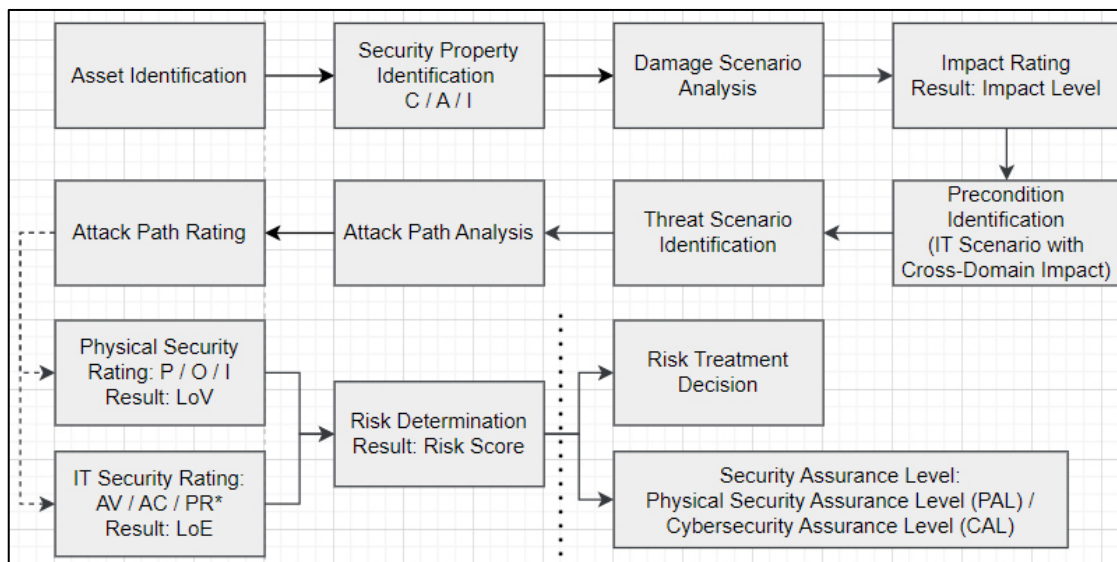 Asset Identification
Security Property
Identification
C / A / I
Damage Scenario
Analysis
Impact Rating
Result: Impact Level
Precondition
Identification
(IT Scenario with
Cross-Domain Impact)
Threat Scenario
Identification
Attack Path Analysis
Attack Path Rating
Physical Security
Rating: P / O / I
Result: LoV
IT Security Rating:
AV / AC / PR*
Result: LoE
Risk Determination
Result: Risk Score
Risk Treatment
Decision
Security Assurance Level:
Physical Security Assurance Level (PAL) /
Cybersecurity Assurance Level (CAL)